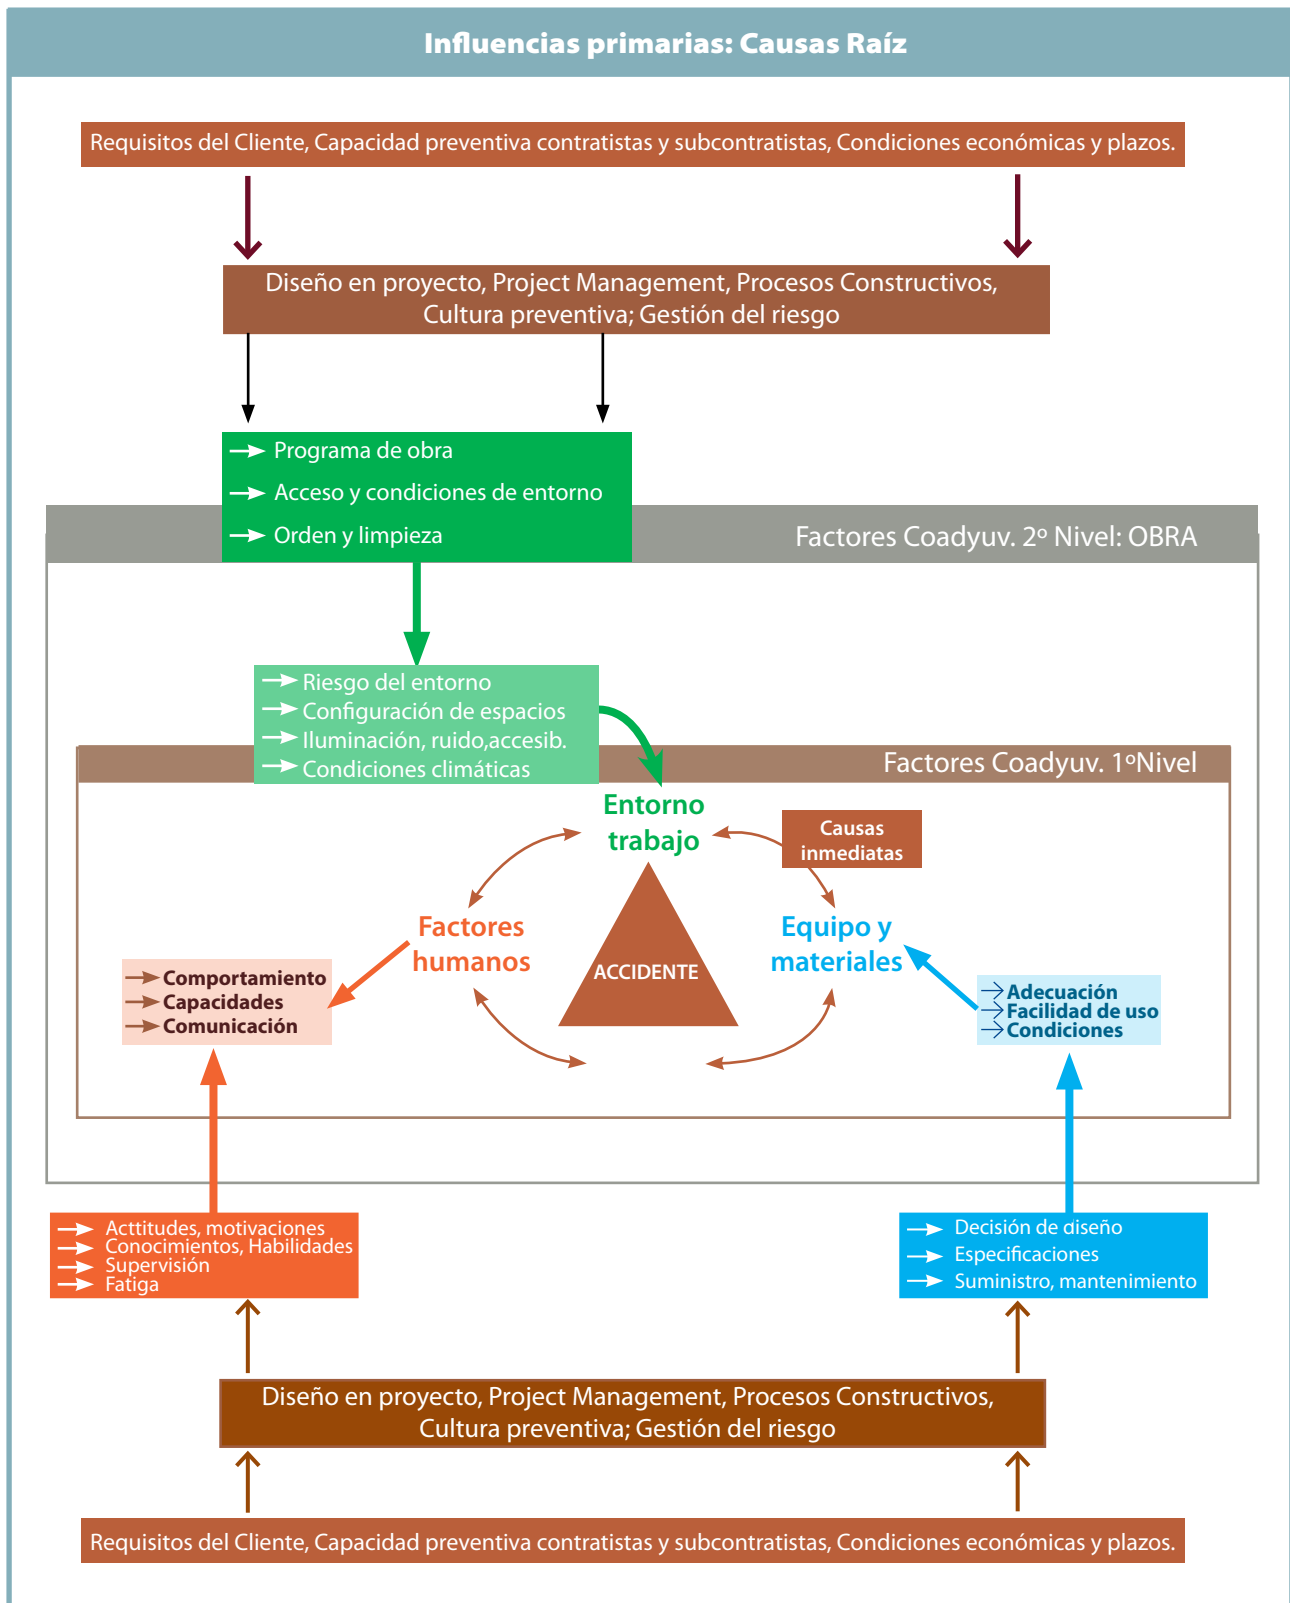 Influencias primarias: Causas Raíz
Requisitos del Cliente, Capacidad preventiva contratistas y subcontratistas, Condiciones económicas y plazos.
Diseño en proyecto, Project Management, Procesos Constructivos,
Cultura preventiva; Gestión del riesgo
Programa de obra
Acceso y condiciones de entorno
Orden y limpieza
Factores Coadyuv. 2º Nivel: OBRA
Riesgo del entorno
Configuración de espacios
Iluminación, ruido,accesib.
Condiciones climáticas
Factores Coadyuv. 1ºNivel
Entorno
trabajo
Causas
inmediatas
Factores
humanos
Equipo y
materiales
ACCIDENTE
Comportamiento
Capacidades
Comunicación
Adecuación
Facilidad de uso
Condiciones
Acttitudes, motivaciones
Conocimientos, Habilidades
Supervisión
Fatiga
Decisión de diseño
Especificaciones
Suministro, mantenimiento
Diseño en proyecto, Project Management, Procesos Constructivos,
Cultura preventiva; Gestión del riesgo
Requisitos del Cliente, Capacidad preventiva contratistas y subcontratistas, Condiciones económicas y plazos.